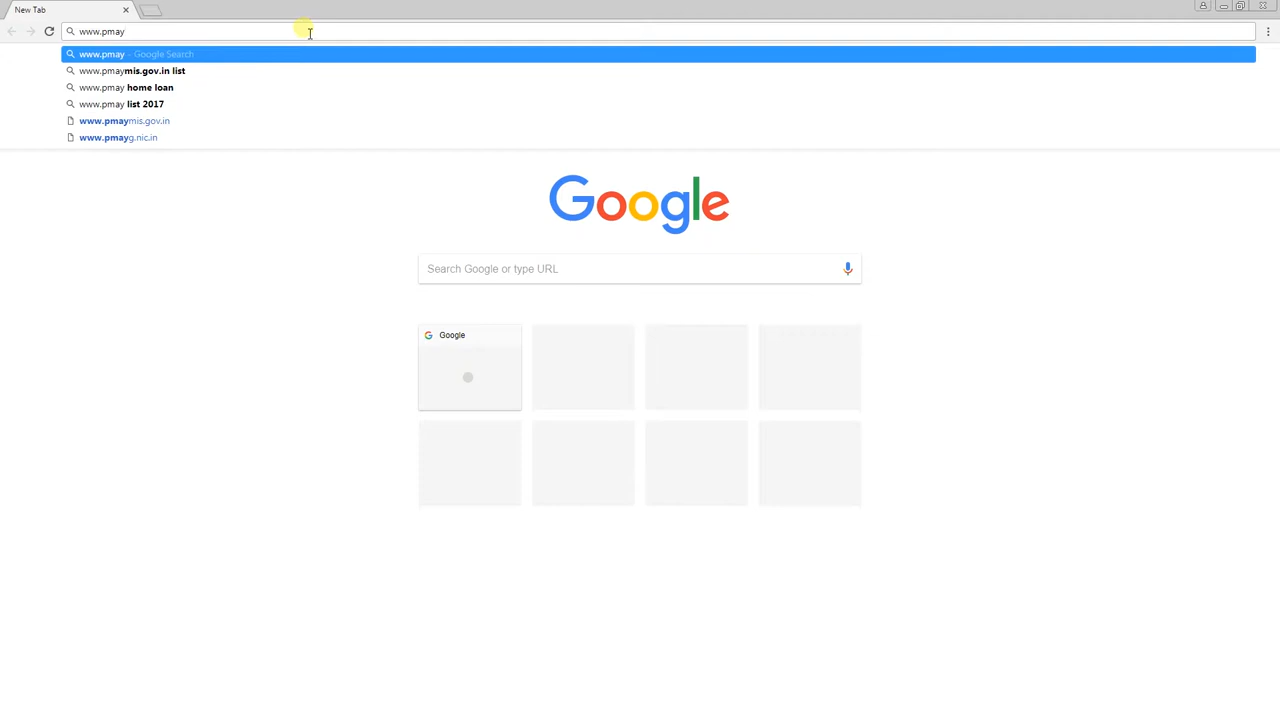 New Tab
www.pmay
www.pmay - Google Search
www.pmaymis.gov.in list
www.pmay home loan
www.pmay list 2017
www.pmaymis.gov.in
www.pmayg.nic.in
Google
Search Google or type URL
Google